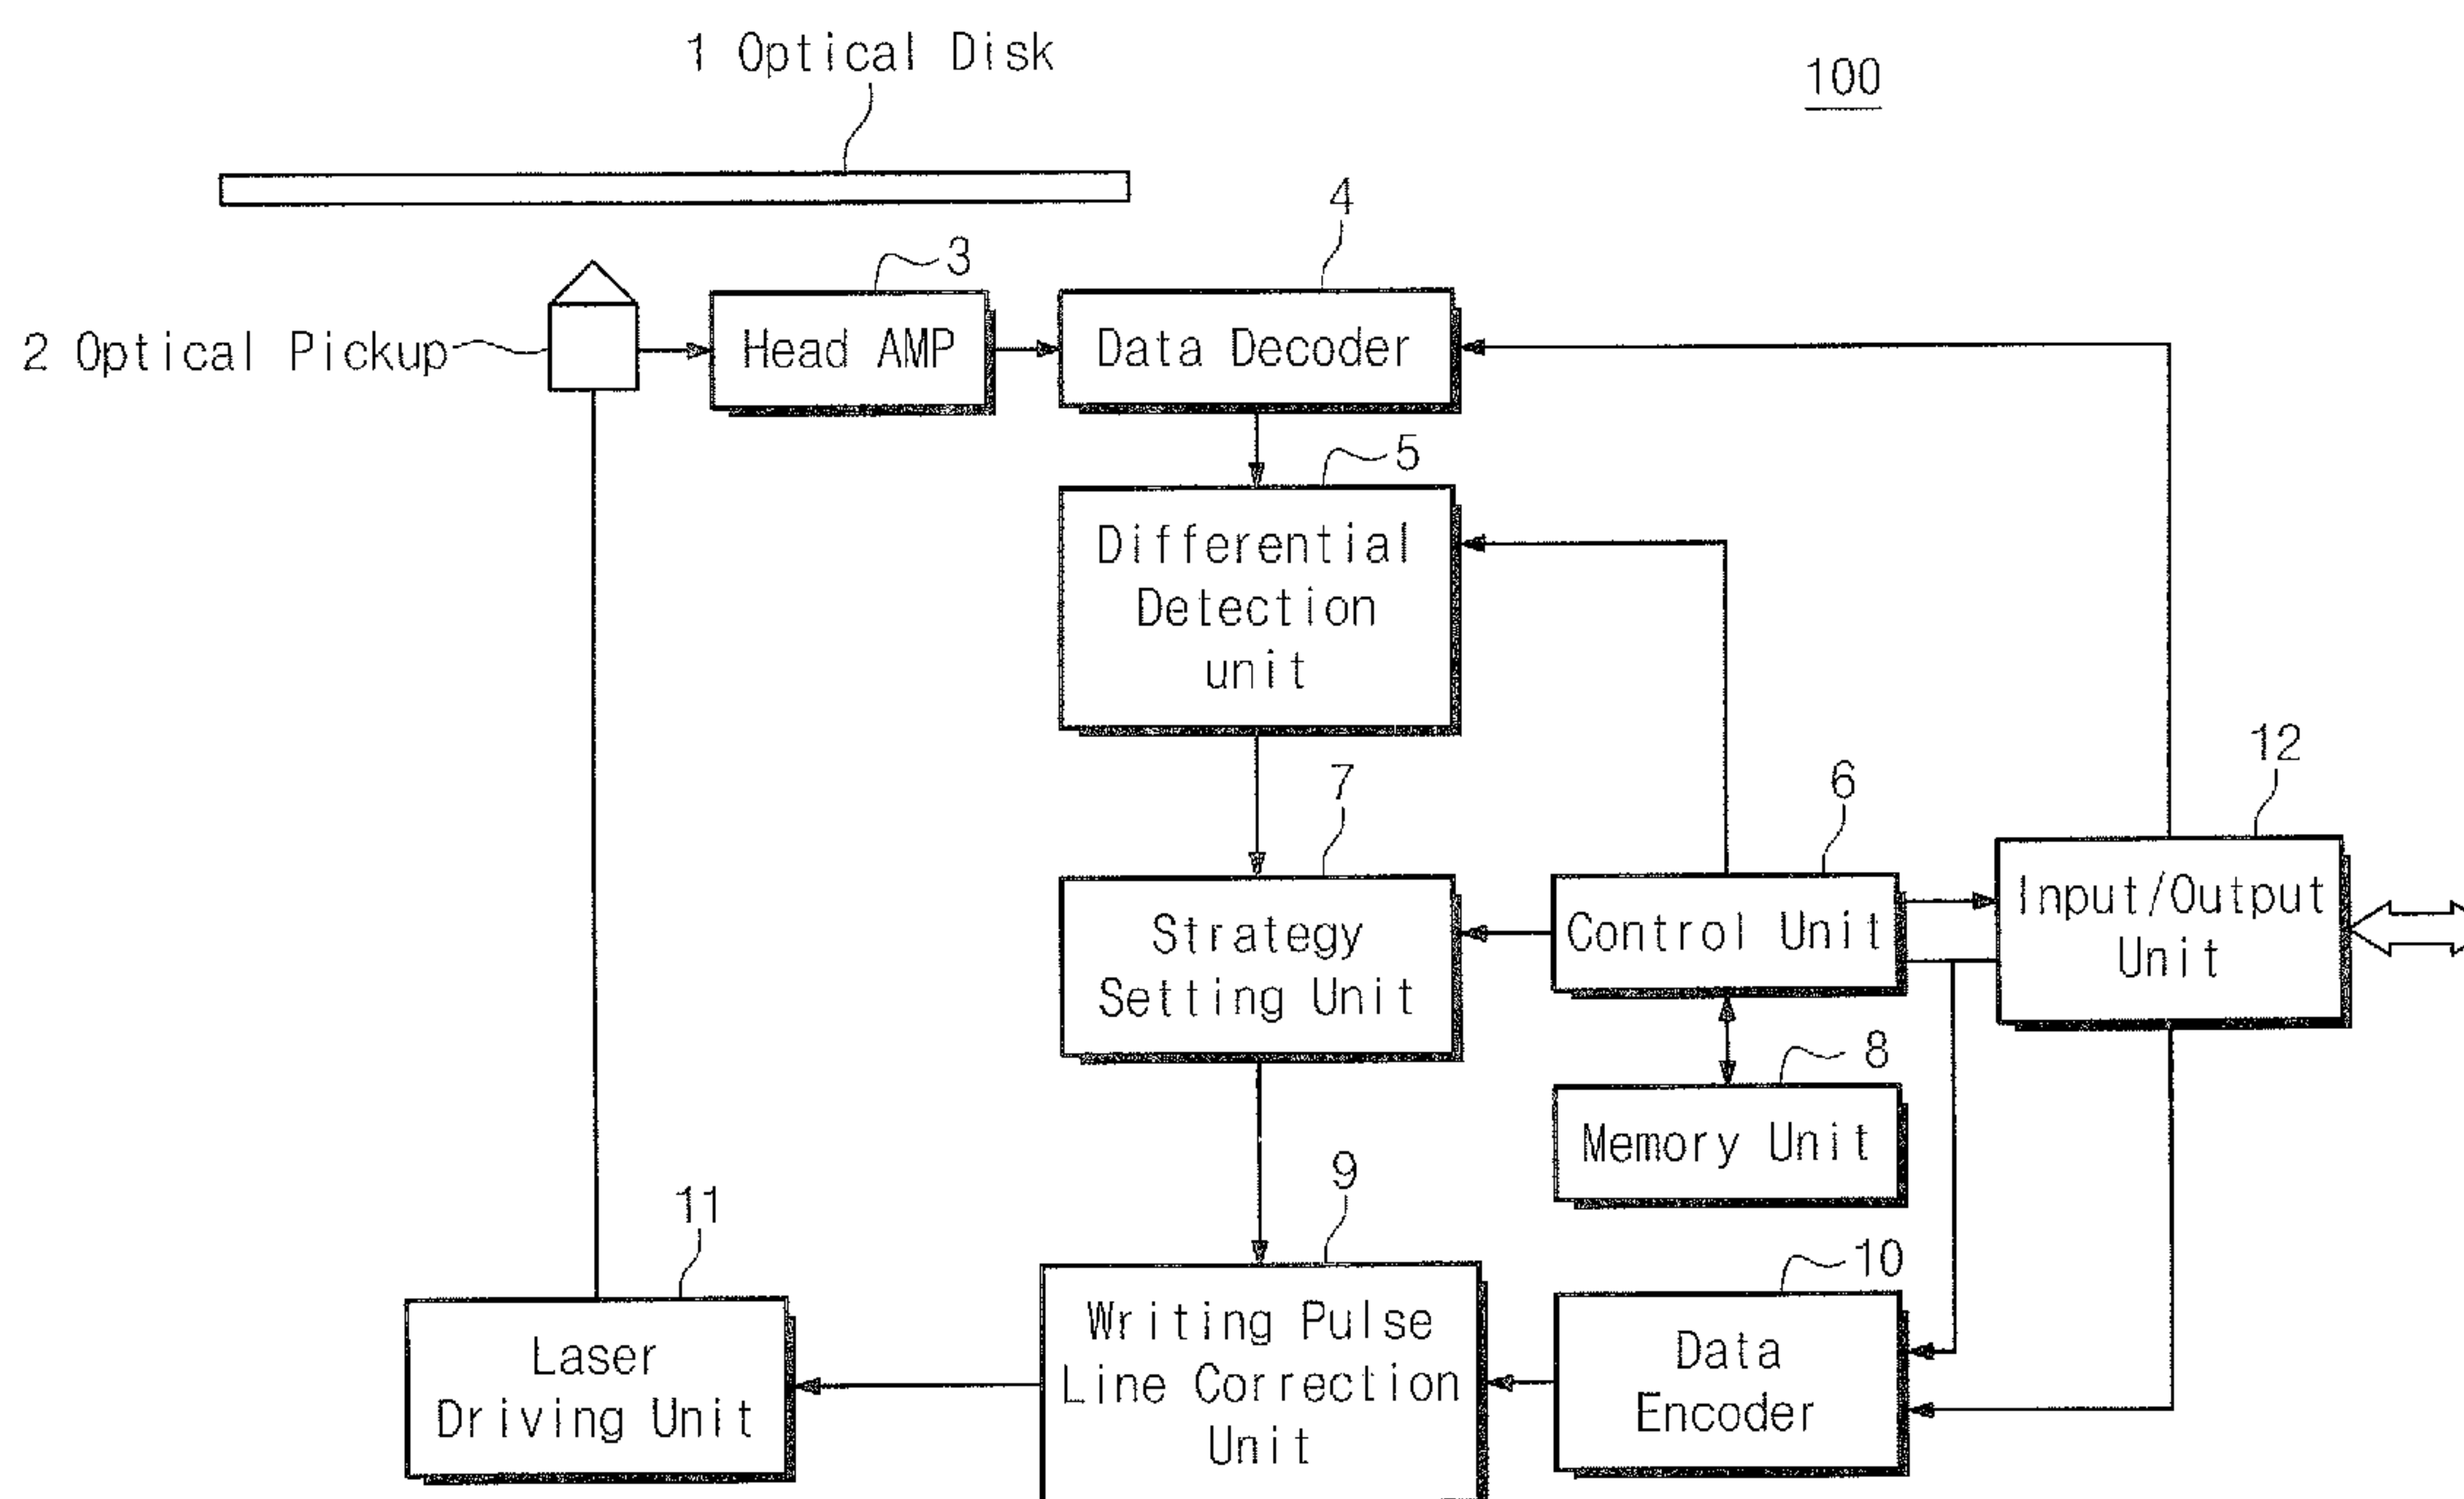 1 Optical Disk
100
4
3
2 Optical Pickup
Head AMP
Data Decoder
5
Differential
Detection
unit
12
7
6
Input/Output
Unit
Strategy
Setting Unit
Control Unit
8
Memory Unit
9
11
10
Writing Pulse
Line Correction
Unit
Laser
Driving Unit
Data
Encoder